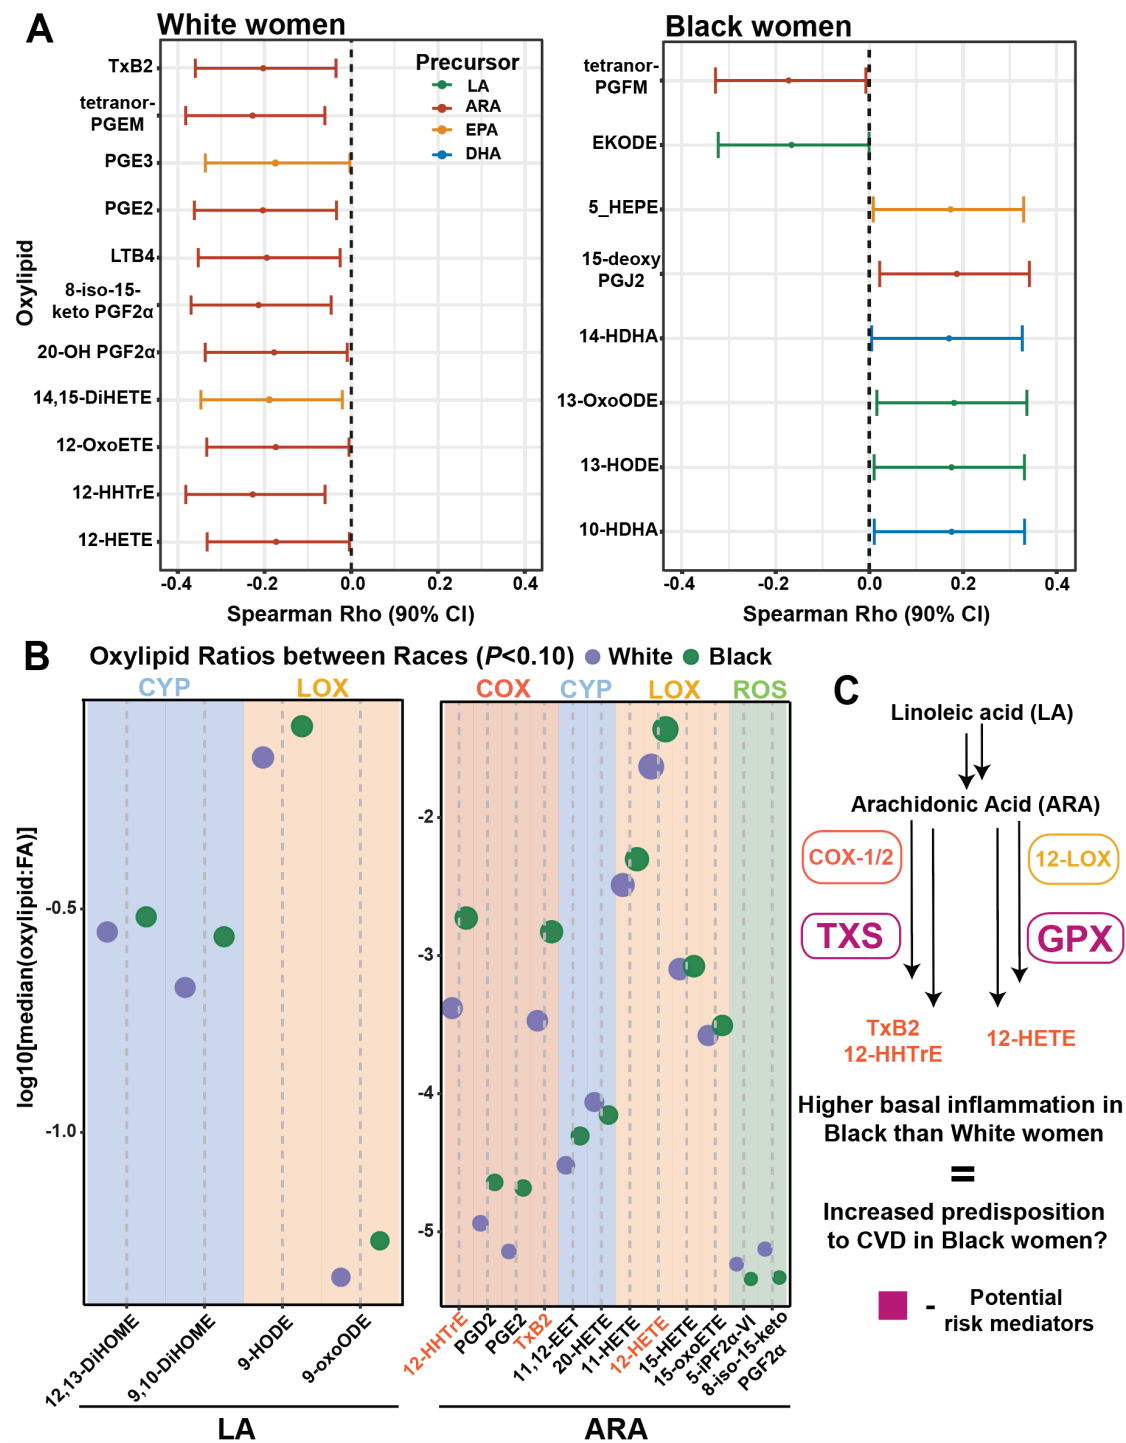 A
White women
Oxylipid
TxB2
tetranor-
PGEM
PGE3
PGE2
LTB4
8-iso-15-
keto PGF2α
20-OH PGF2α
14,15-DiHETE
12-OxoETE
12-HHTrE
12-HETE
Precursor
LA
ARA
EPA
DHA
-0.4 -0.2 0.0 0.2 0.4
Spearman Rho (90% CI)
Black women
tetranor-
PGFM
EKODE
5_HEPE
15-deoxy
PGJ2
14-HDHA
13-OxoODE
13-HODE
10-HDHA
-0.4 -0.2 0.0 0.2 0.4
Spearman Rho (90% CI)
B
Oxylipid Ratios between Races (P<0.10) White Black
CYP LOX
log10[median(oxylipid:FA)]
-0.5
-1.0
12,13-DiHOME
9,10-DiHOME
9-HODE
9-oxoODE
LA
COX CYP LOX ROS
-2
-3
-4
-5
12-HHTrE
PGD2
PGE2
TxB2
11,12-EET
20-HETE
11-HETE
12-HETE
15-HETE
15-oxoETE
5-iPF2α-VI
8-iso-15-keto
PGF2α
ARA
C
Linoleic acid (LA)
Arachidonic Acid (ARA)
COX-1/2
12-LOX
TXS
GPX
TxB2
12-HHTrE
12-HETE
Higher basal inflammation in
Black than White women
=
Increased predisposition
to CVD in Black women?
- Potential
risk mediators